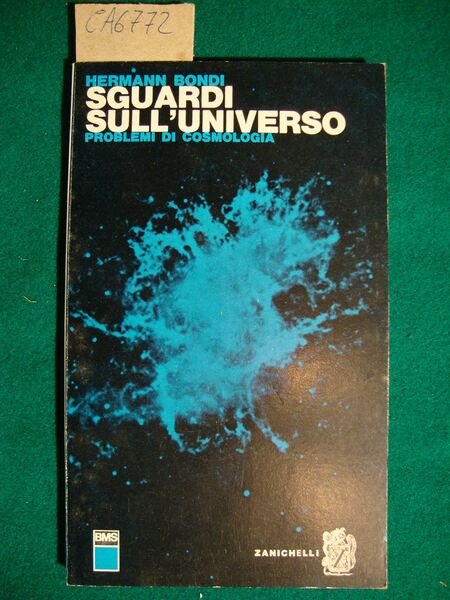 CA6772
HERMANN BONDI
SGUARDI
SULL'UNIVERSO
PROBLEMI DI COSMOLOGIA
BMS
ZANICHELLI